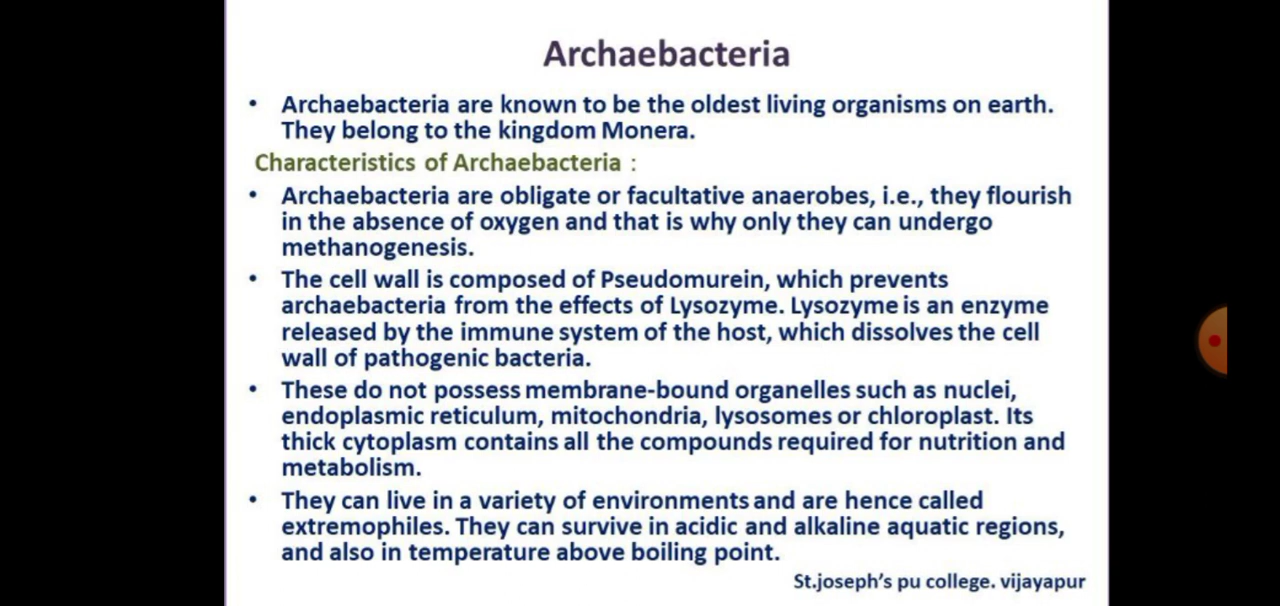 Archaebacteria
• Archaebacteria are known to be the oldest living organisms on earth.
They belong to the kingdom Monera.
Characteristics of Archaebacteria :
• Archaebacteria are obligate or facultative anaerobes, i.e., they flourish
in the absence of oxygen and that is why only they can undergo
methanogenesis.
• The cell wall is composed of Pseudomurein, which prevents
archaebacteria from the effects of Lysozyme. Lysozyme is an enzyme
released by the immune system of the host, which dissolves the cell
wall of pathogenic bacteria.
• These do not possess membrane-bound organelles such as nuclei,
endoplasmic reticulum, mitochondria, lysosomes or chloroplast. Its
thick cytoplasm contains all the compounds required for nutrition and
metabolism.
• They can live in a variety of environments and are hence called
extremophiles. They can survive in acidic and alkaline aquatic regions,
and also in temperature above boiling point.
St.joseph's pu college. vijayapur